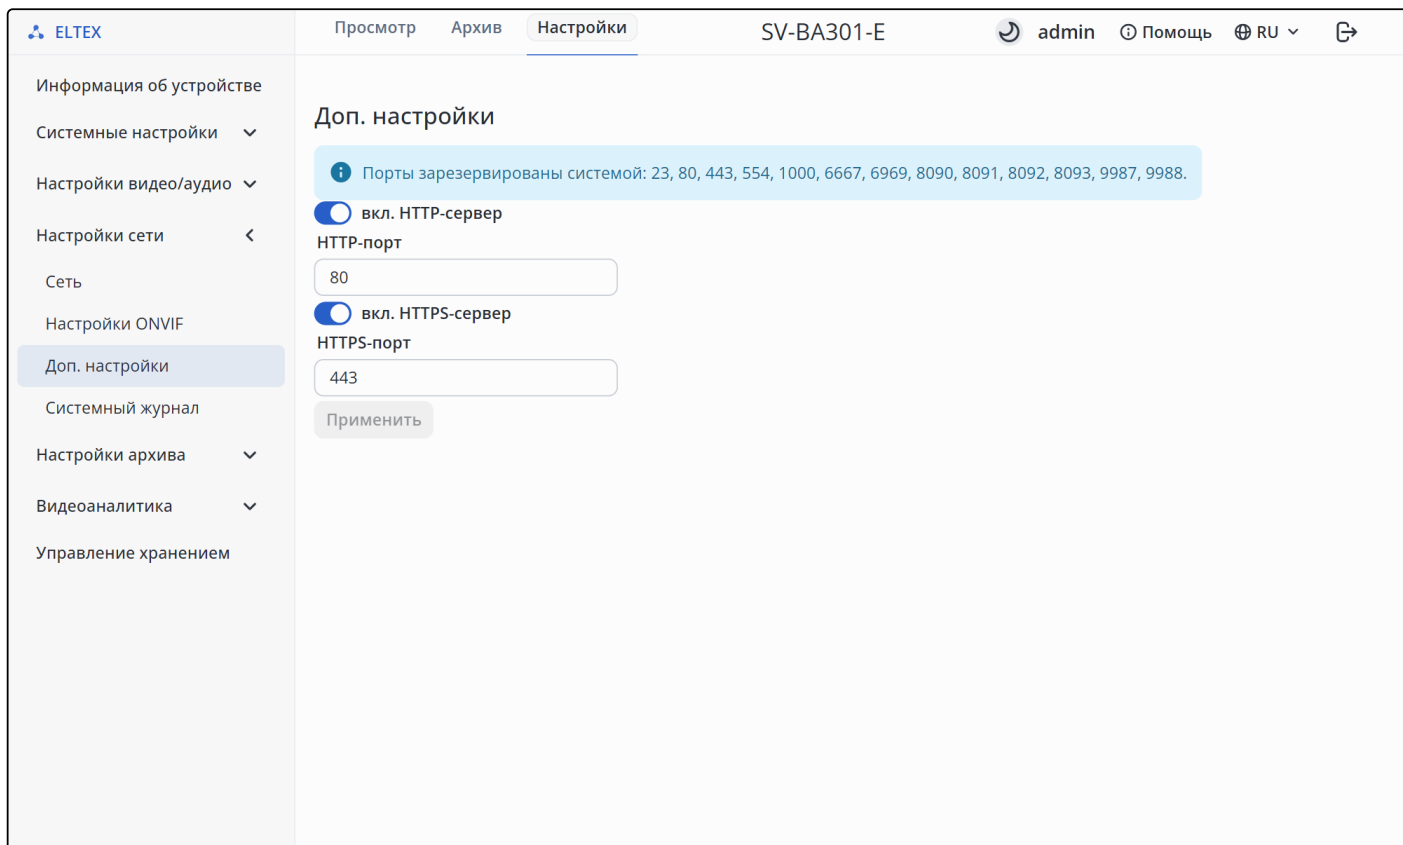 ELTEX
Просмотр Архив Настройки SV-BA301-E admin Помощь RU
Информация об устройстве
Системные настройки
Настройки видео/аудио
Настройки сети
Сеть
Настройки ONVIF
Доп. настройки
Системный журнал
Настройки архива
Видеоаналитика
Управление хранением
Доп. настройки
Порты зарезервированы системой: 23, 80, 443, 554, 1000, 6667, 6969, 8090, 8091, 8092, 8093, 9987, 9988.
вкл. HTTP-сервер
HTTP-порт
80
вкл. HTTPS-сервер
HTTPS-порт
443
Применить